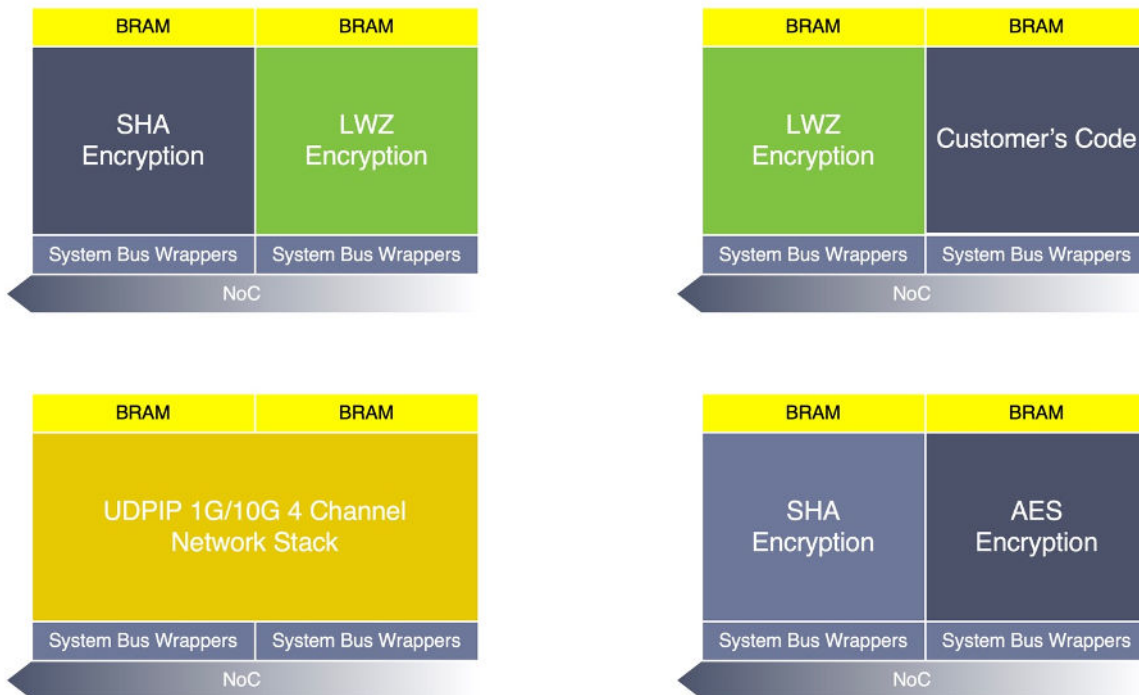 BRAM BRAM
SHA
Encryption
LWZ
Encryption
System Bus Wrappers System Bus Wrappers
NoC
BRAM BRAM
LWZ
Encryption
Customer's Code
System Bus Wrappers System Bus Wrappers
NoC
BRAM BRAM
UDPIP 1G/10G 4 Channel
Network Stack
System Bus Wrappers System Bus Wrappers
NoC
BRAM BRAM
SHA
Encryption
AES
Encryption
System Bus Wrappers System Bus Wrappers
NoC